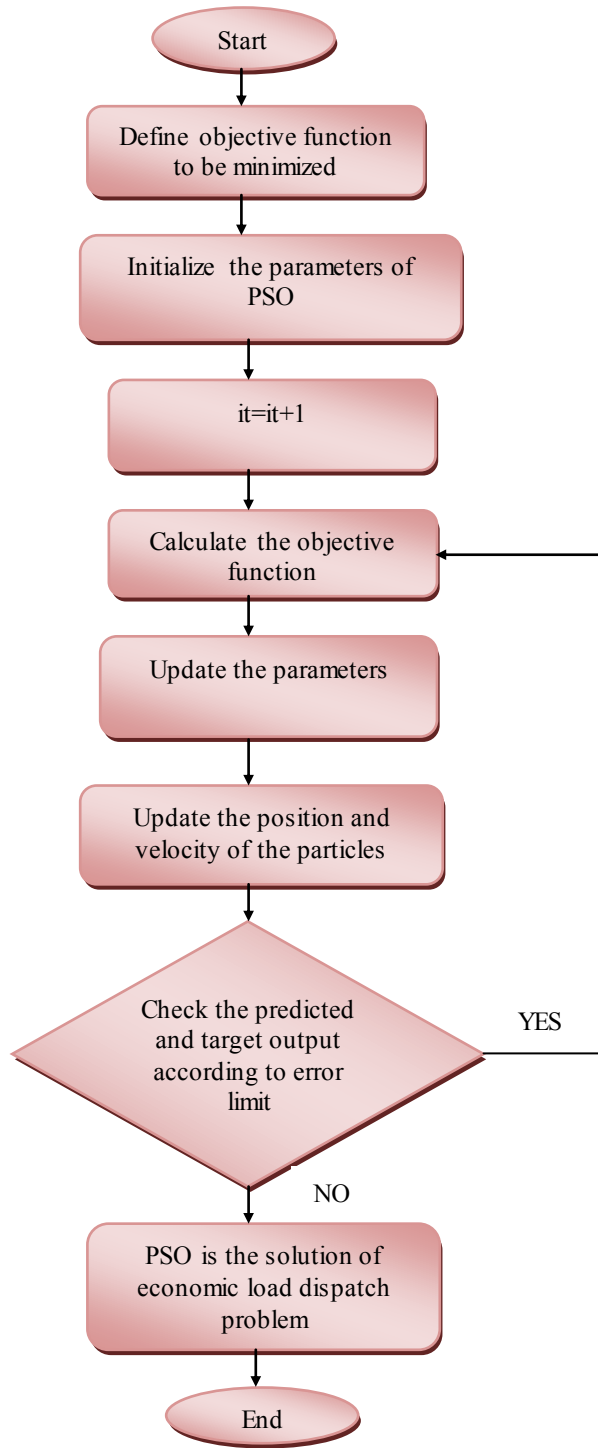 Start
Define objective function
to be minimized
Initialize the parameters of
PSO
it=it+1
Calculate the objective
function
Update the parameters
Update the position and
velocity of the particles
Check the predicted
and target output
according to error
limit
YES
NO
PSO is the solution of
economic load dispatch
problem
End